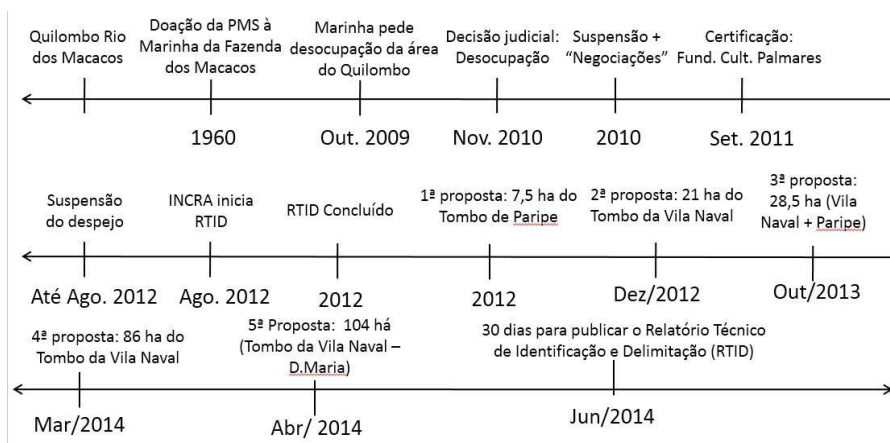 Quilombo Rio
dos Macacos
Doação da PMS à
Marinha da Fazenda
dos Macacos
Marinha pede
desocupação da área
do Quilombo
Decisão judicial:
Desocupação
Suspensão +
“Negociações”
Certificação:
Fund. Cult. Palmares
1960
Out. 2009
Nov. 2010
2010
Set. 2011
Suspensão
do despejo
INCRA inicia
RTID
RTID Concluído
1ª proposta: 7,5 ha do
Tombo de Paripe
2ª proposta: 21 ha do
Tombo da Vila Naval
3ª proposta:
28,5 ha (Vila
Naval + Paripe)
Até Ago. 2012
Ago. 2012
2012
2012
Dez/2012
Out/2013
4ª proposta: 86 ha do
Tombo da Vila Naval
5ª Proposta: 104 há
(Tombo da Vila Naval –
D.Maria)
30 dias para publicar o Relatório Técnico
de Identificação e Delimitação (RTID)
Mar/2014
Abr/ 2014
Jun/2014